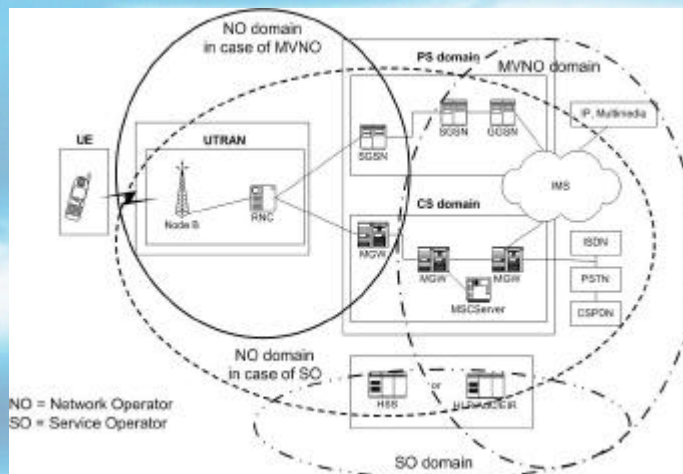 NO domain
in case of MVNO
PS domain
MVNO domain
UE
UTRAN
SGSN
SGSN
GGSN
IP, Multimedia
Node B
RNC
IMS
CS domain
MGW
MGW
MGW
MSCServer
ISDN
PSTN
CSPDN
NO domain
in case of SO
NO = Network Operator
SO = Service Operator
HSS
or
SO domain